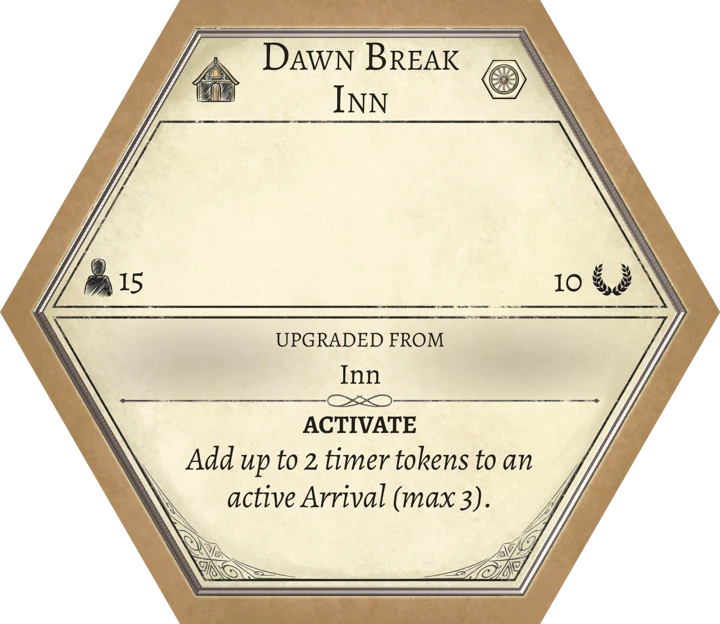 Dawn Break
Inn
15
10
UPGRADED FROM
Inn
ACTIVATE
Add up to 2 timer tokens to an
active Arrival (max 3).